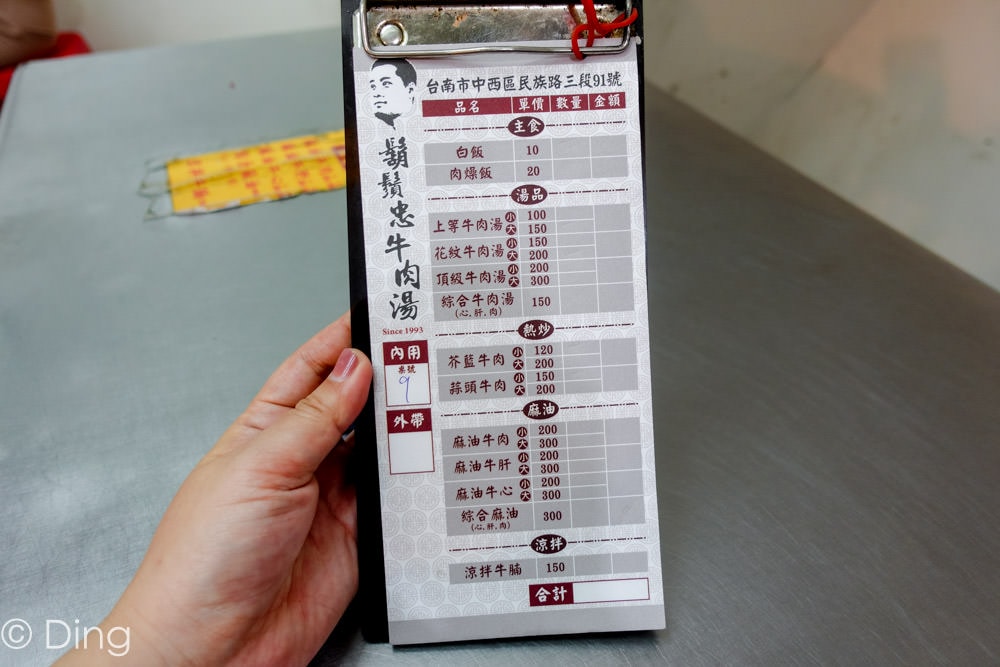 台南市中西區民族路三段91號
鬍鬚忠牛肉湯
Since 1993
內用
桌號
9
外帶
品名 單價 數量 金額
主食
白飯 10
肉燥飯 20
湯品
上等牛肉湯 小 100
大 150
花紋牛肉湯 小 150
大 200
頂級牛肉湯 小 200
大 300
綜合牛肉湯 150
(心.肝.肉)
熱炒
芥藍牛肉 小 120
大 200
蒜頭牛肉 小 150
大 200
麻油
麻油牛肉 小 200
大 300
麻油牛肝 小 200
大 300
麻油牛心 小 200
大 300
綜合麻油 300
(心.肝.肉)
涼拌
涼拌牛腩 150
合計
© Ding